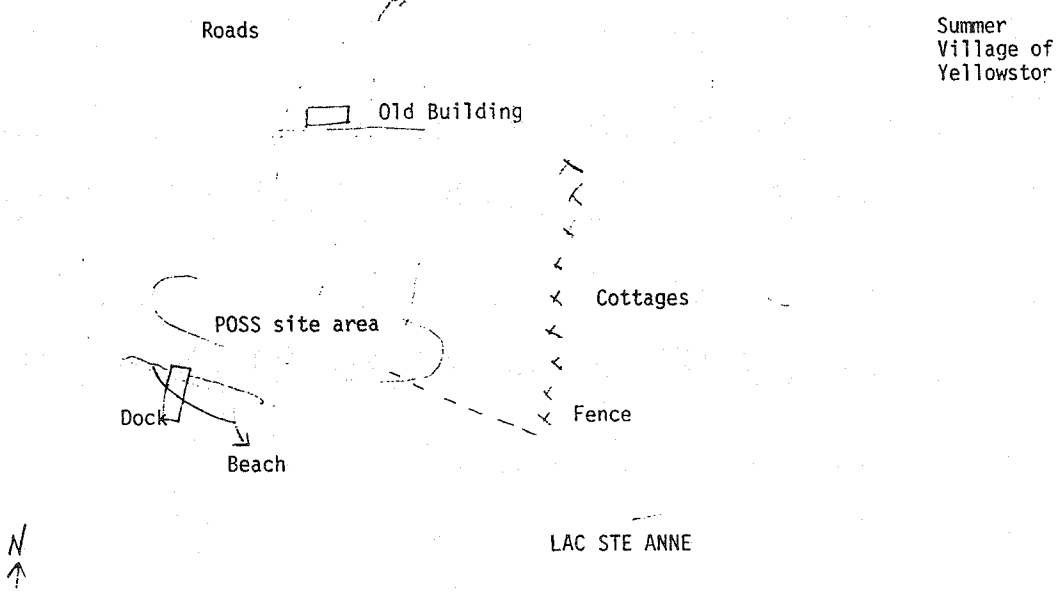 Roads
Summer
Village of
Yellowstor
Old Building
Cottages
POSS site area
Dock
Fence
Beach
LAC STE ANNE
N